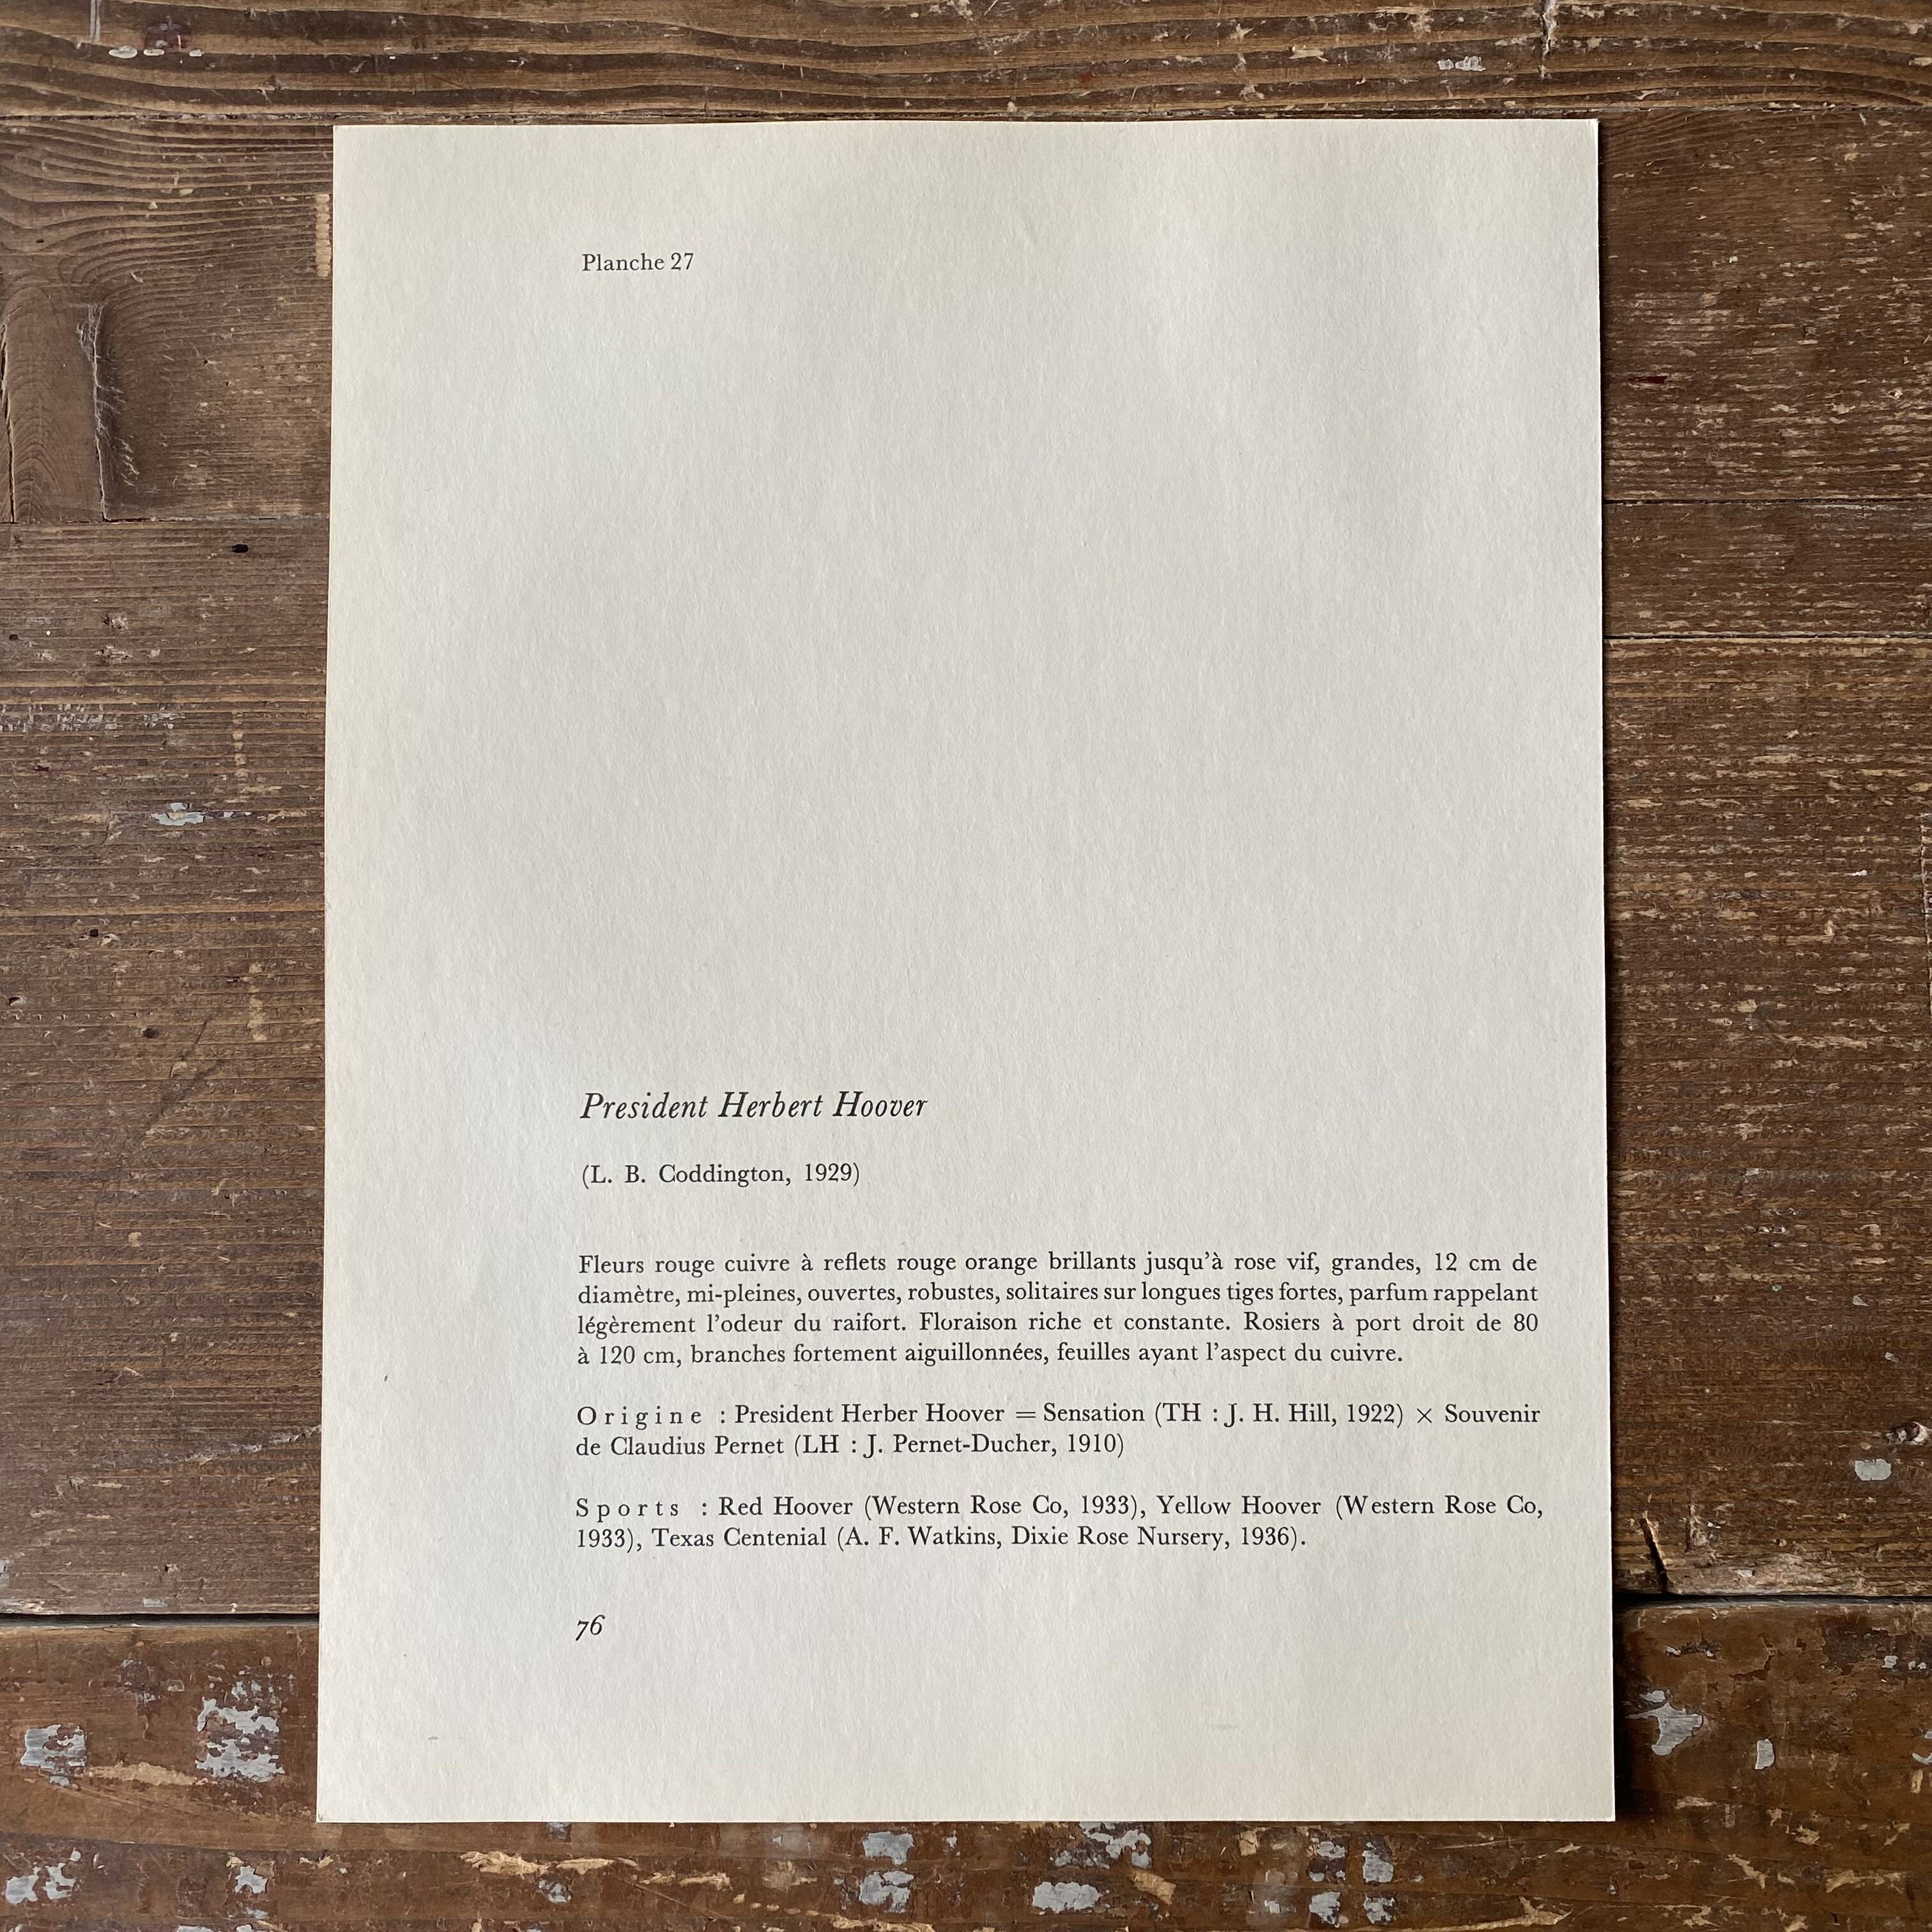 Planche 27
President Herbert Hoover
(L. B. Coddington, 1929)
Fleurs rouge cuivre à reflets rouge orange brillants jusqu’à rose vif, grandes, 12 cm de
diamètre, mi-pleines, ouvertes, robustes, solitaires sur longues tiges fortes, parfum rappelant
légèrement l’odeur du raifort. Floraison riche et constante. Rosiers à port droit de 80
à 120 cm, branches fortement aiguillonnées, feuilles ayant l’aspect du cuivre.
Origine : President Herber Hoover = Sensation (TH : J. H. Hill, 1922) × Souvenir
de Claudius Pernet (LH : J. Pernet-Ducher, 1910)
Sports : Red Hoover (Western Rose Co, 1933), Yellow Hoover (Western Rose Co,
1933), Texas Centenial (A. F. Watkins, Dixie Rose Nursery, 1936).
76